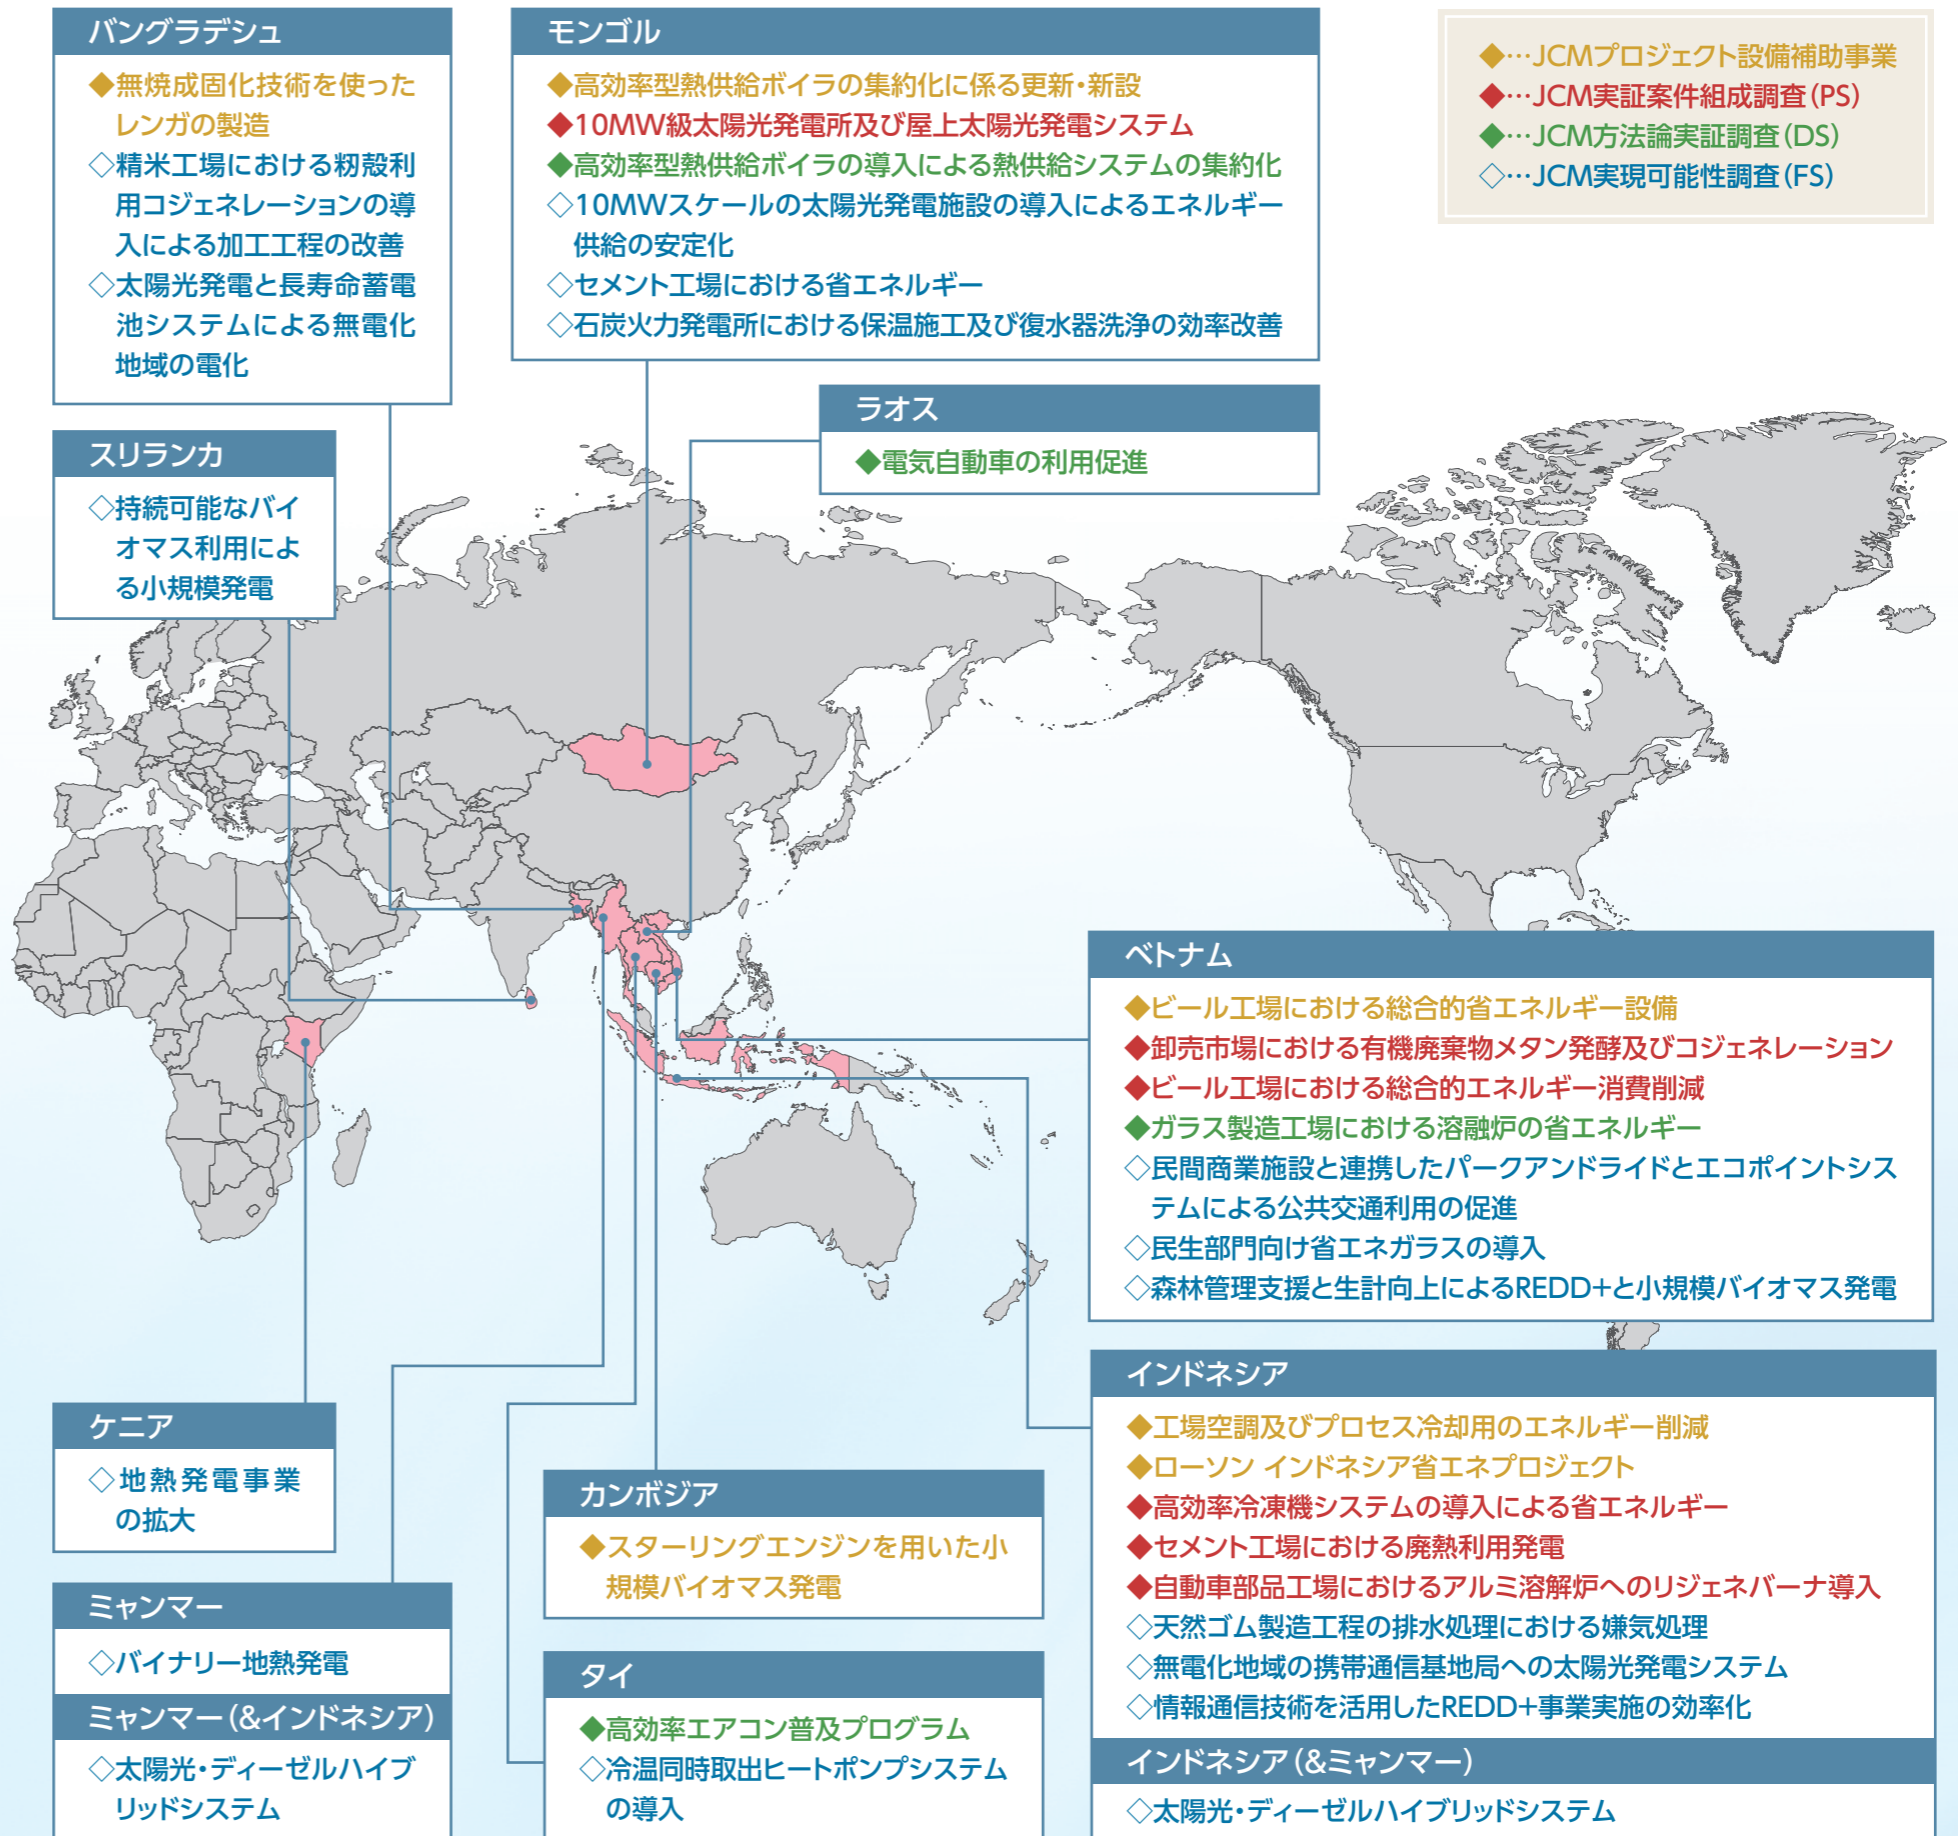 バングラデシュ
◆無焼成固化技術を使った
レンガの製造
◇精米工場における籾殻利
用コジェネレーションの導
入による加工工程の改善
◇太陽光発電と長寿命蓄電
池システムによる無電化
地域の電化
モンゴル
◆高効率型熱供給ボイラの集約化に係る更新・新設
◆10MW級太陽光発電所及び屋上太陽光発電システム
◆高効率型熱供給ボイラの導入による熱供給システムの集約化
◇10MWスケールの太陽光発電施設の導入によるエネルギー
供給の安定化
◇セメント工場における省エネルギー
◇石炭火力発電所における保温施工及び復水器洗浄の効率改善
◆…JCMプロジェクト設備補助事業
◆…JCM実証案件組成調査(PS)
◆…JCM方法論実証調査(DS)
◇…JCM実現可能性調査(FS)
ラオス
◆電気自動車の利用促進
スリランカ
◇持続可能なバイ
オマス利用によ
る小規模発電
ベトナム
◆ビール工場における総合的省エネルギー設備
◆卸売市場における有機廃棄物メタン発酵及びコジェネレーション
◆ビール工場における総合的エネルギー消費削減
◆ガラス製造工場における溶融炉の省エネルギー
◇民間商業施設と連携したパークアンドライドとエコポイントシス
テムによる公共交通利用の促進
◇民生部門向け省エネガラスの導入
◇森林管理支援と生計向上によるREDD+と小規模バイオマス発電
ケニア
◇地熱発電事業
の拡大
ミャンマー
◇バイナリー地熱発電
ミャンマー(&インドネシア)
◇太陽光・ディーゼルハイブ
リッドシステム
カンボジア
◆スターリングエンジンを用いた小
規模バイオマス発電
タイ
◆高効率エアコン普及プログラム
◇冷温同時取出ヒートポンプシステム
の導入
インドネシア
◆工場空調及びプロセス冷却用のエネルギー削減
◆ローソン インドネシア省エネプロジェクト
◆高効率冷凍機システムの導入による省エネルギー
◆セメント工場における廃熱利用発電
◆自動車部品工場におけるアルミ溶解炉へのリジェネバーナ導入
◇天然ゴム製造工程の排水処理における嫌気処理
◇無電化地域の携帯通信基地局への太陽光発電システム
◇情報通信技術を活用したREDD+事業実施の効率化
インドネシア(&ミャンマー)
◇太陽光・ディーゼルハイブリッドシステム